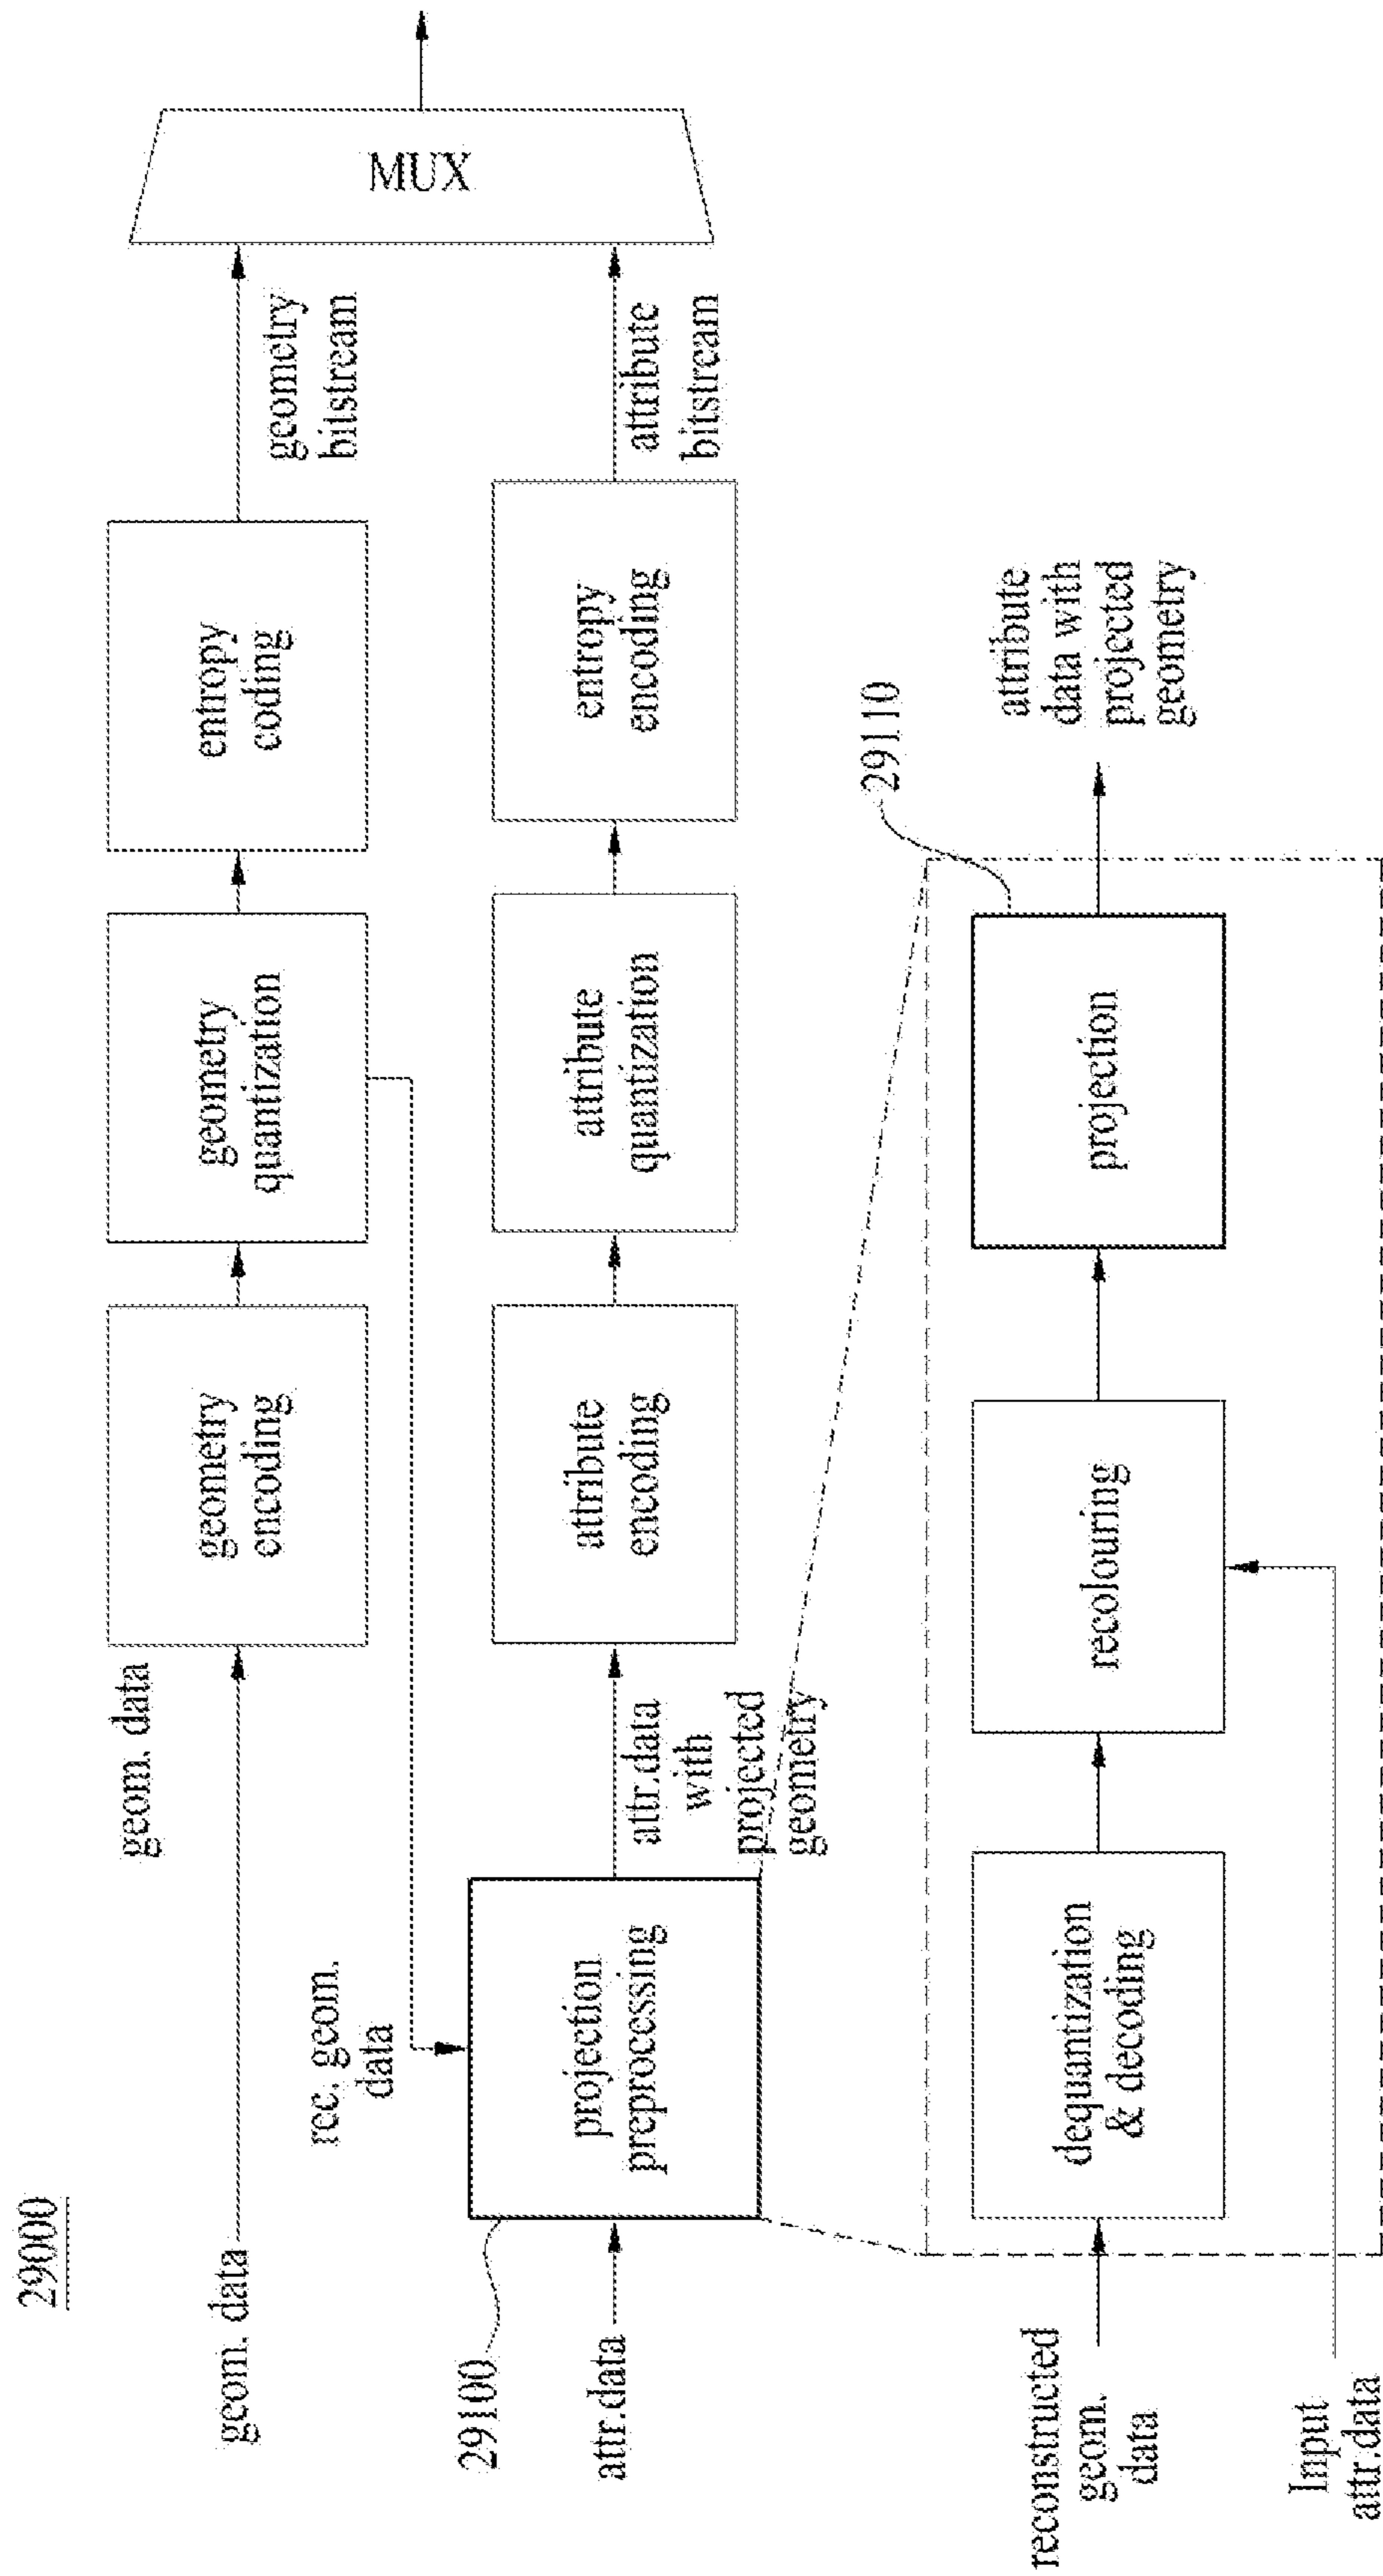 29000
geom. data
geom. data
geometry
encoding
geometry
quantization
entropy
coding
geometry
bitstream
MUX
rec. geom.
data
29100
attr.data
projection
preprocessing
attr.data
with
projected
geometry
attribute
encoding
attribute
quantization
entropy
encoding
attribute
bitstream
29110
reconstructed
geom.
data
Input
attr.data
dequantization
& decoding
recolouring
projection
attribute
data with
projected
geometry